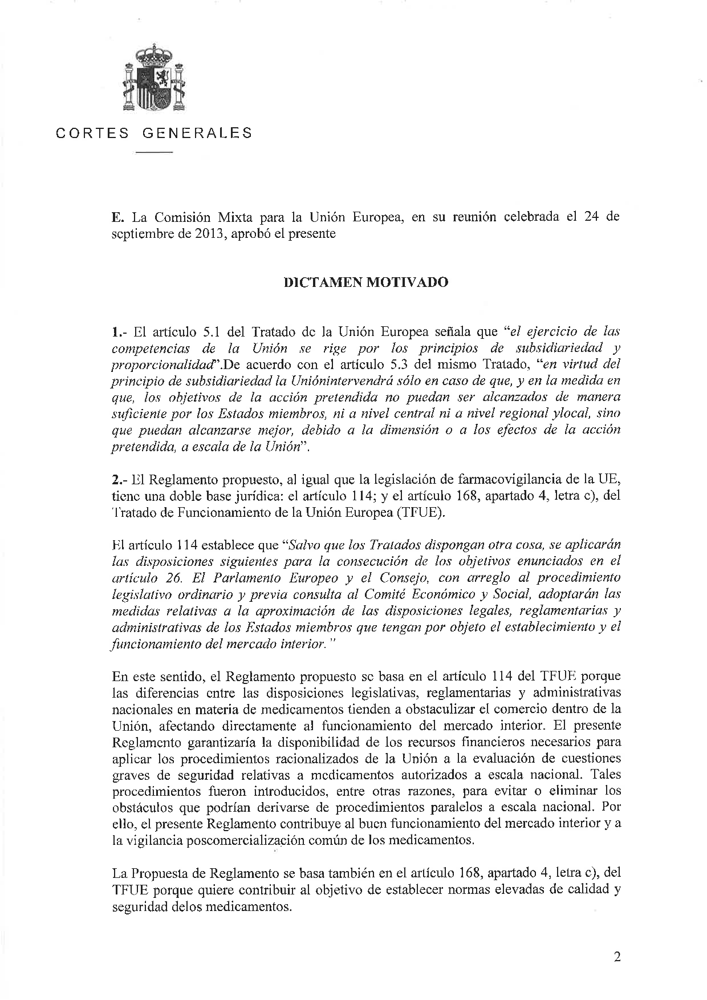 CORTES GENERALES
E. La Comisión Mixta para la Unión Europea, en su reunión celebrada el 24 de
septiembre de 2013, aprobó el presente
DICTAMEN MOTIVADO
1.- El artículo 5.1 del Tratado de la Unión Europea señala que “el ejercicio de las
competencias de la Unión se rige por los principios de subsidiariedad y
proporcionalidad”.De acuerdo con el artículo 5.3 del mismo Tratado, “en virtud del
principio de subsidiariedad la Uniónintervendrá sólo en caso de que, y en la medida en
que, los objetivos de la acción pretendida no puedan ser alcanzados de manera
suficiente por los Estados miembros, ni a nivel central ni a nivel regional ylocal, sino
que puedan alcanzarse mejor, debido a la dimensión o a los efectos de la acción
pretendida, a escala de la Unión”.
2.- El Reglamento propuesto, al igual que la legislación de farmacovigilancia de la UE,
tiene una doble base jurídica: el artículo 114; y el artículo 168, apartado 4, letra c), del
Tratado de Funcionamiento de la Unión Europea (TFUE).
El artículo 114 establece que “Salvo que los Tratados dispongan otra cosa, se aplicarán
las disposiciones siguientes para la consecución de los objetivos enunciados en el
artículo 26. El Parlamento Europeo y el Consejo, con arreglo al procedimiento
legislativo ordinario y previa consulta al Comité Económico y Social, adoptarán las
medidas relativas a la aproximación de las disposiciones legales, reglamentarias y
administrativas de los Estados miembros que tengan por objeto el establecimiento y el
funcionamiento del mercado interior. ”
En este sentido, el Reglamento propuesto se basa en el artículo 114 del TFUE porque
las diferencias entre las disposiciones legislativas, reglamentarias y administrativas
nacionales en materia de medicamentos tienden a obstaculizar el comercio dentro de la
Unión, afectando directamente al funcionamiento del mercado interior. El presente
Reglamento garantizaría la disponibilidad de los recursos financieros necesarios para
aplicar los procedimientos racionalizados de la Unión a la evaluación de cuestiones
graves de seguridad relativas a medicamentos autorizados a escala nacional. Tales
procedimientos fueron introducidos, entre otras razones, para evitar o eliminar los
obstáculos que podrían derivarse de procedimientos paralelos a escala nacional. Por
ello, el presente Reglamento contribuye al buen funcionamiento del mercado interior y a
la vigilancia poscomercialización común de los medicamentos.
La Propuesta de Reglamento se basa también en el artículo 168, apartado 4, letra c), del
TFUE porque quiere contribuir al objetivo de establecer normas elevadas de calidad y
seguridad delos medicamentos.
2